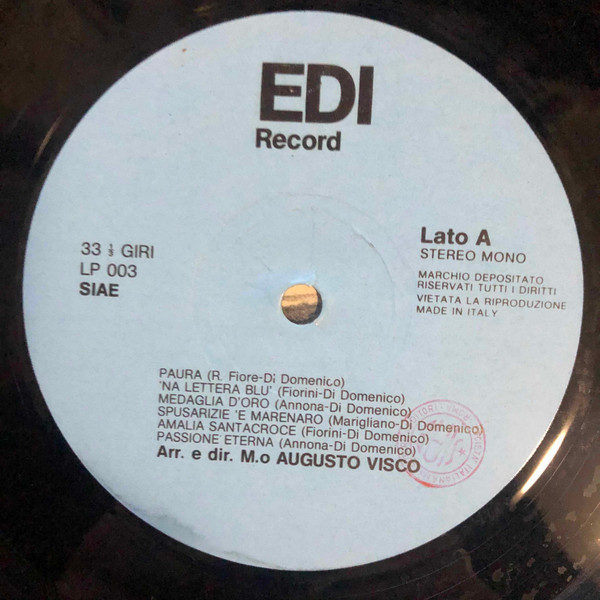 EDI
Record
33 ⅓ GIRI
LP 003
SIAE
Lato A
STEREO MONO
MARCHIO DEPOSITATO
RISERVATI TUTTI I DIRITTI
VIETATA LA RIPRODUZIONE
MADE IN ITALY
PAURA (R. Fiore-Di Domenico)
'NA LETTERA BLU' (Fiorini-Di Domenico)
MEDAGLIA D'ORO (Annona-Di Domenico)
SPUSARIZIE 'E MARENARO (Marigliano-Di Domenico)
AMALIA SANTACROCE (Fiorini-Di Domenico)
PASSIONE ETERNA (Annona-Di Domenico)
Arr. e dir. M.o AUGUSTO VISCO